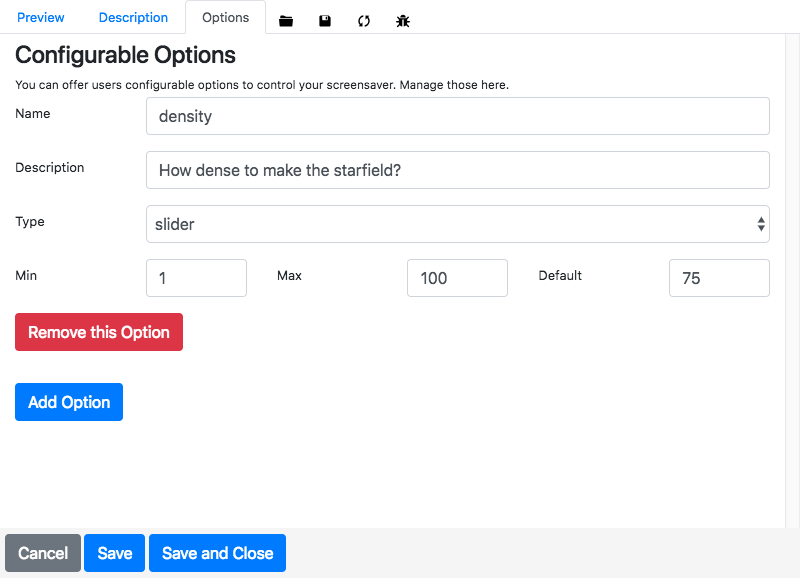 Preview Description Options
Configurable Options
You can offer users configurable options to control your screensaver. Manage those here.
Name density
Description How dense to make the starfield?
Type slider
Min 1 Max 100 Default 75
Remove this Option
Add Option
Cancel Save Save and Close